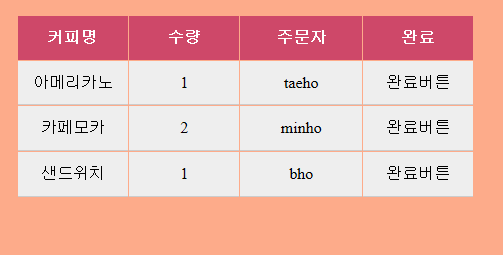 커피명 수량 주문자 완료
아메리카노 1 taeho 완료버튼
카페모카 2 minho 완료버튼
샌드위치 1 bho 완료버튼